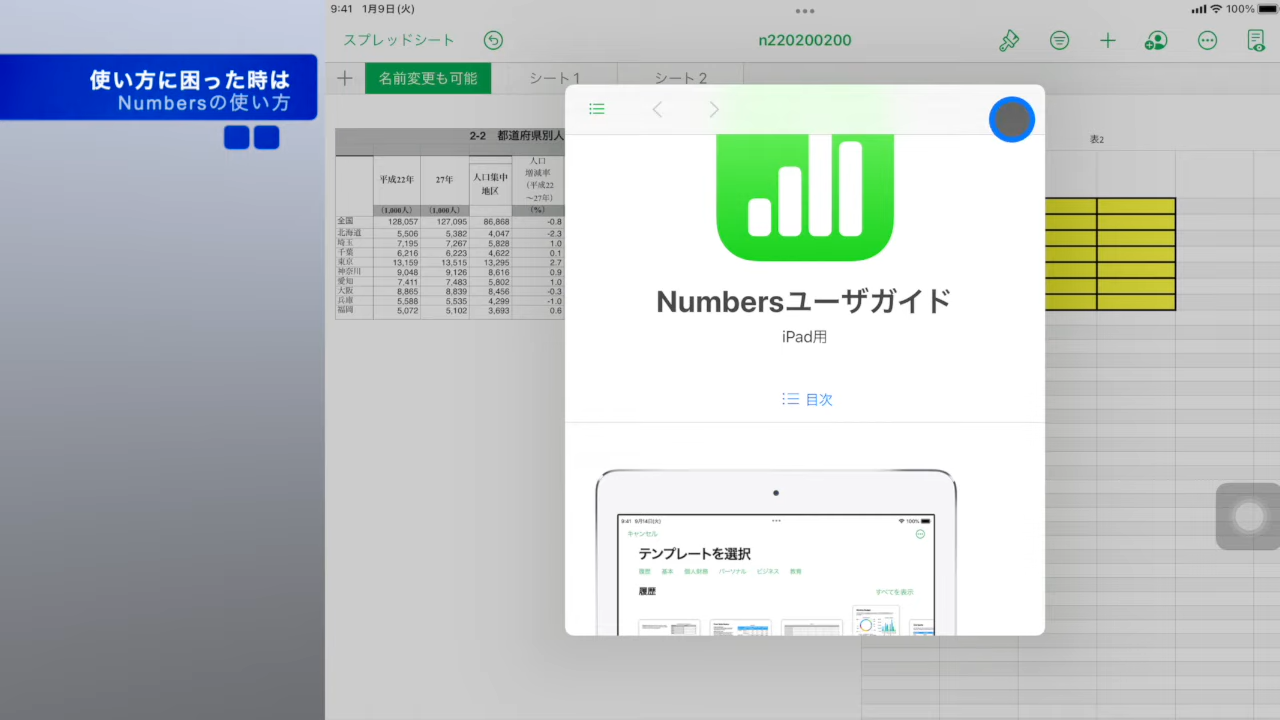 使い方に困った時は
Numbersの使い方
9:41 1月9日(火)
100%
スプレッドシート
n220200200
名前変更も可能
シート1
シート2
2-2 都道府県別人
平成22年
27年
人口集中
地区
人口
増減率
(平成22
～27年)
(1,000人)
(1,000人)
(%)
全国 128,057 127,095 86,868 -0.8
北海道 5,506 5,382 4,047 -2.3
埼玉 7,195 7,267 5,828 1.0
千葉 6,216 6,223 4,622 0.1
東京 13,159 13,515 13,295 2.7
神奈川 9,048 9,126 8,616 0.9
愛知 7,411 7,483 5,802 1.0
大阪 8,865 8,839 8,456 -0.3
兵庫 5,588 5,535 4,299 -1.0
福岡 5,072 5,102 3,693 0.6
表2
Numbersユーザガイド
iPad用
目次
9:41 9月14日(火)
100%
キャンセル
テンプレートを選択
履歴 基本 個人財務 パーソナル ビジネス 教育
履歴
すべてを表示